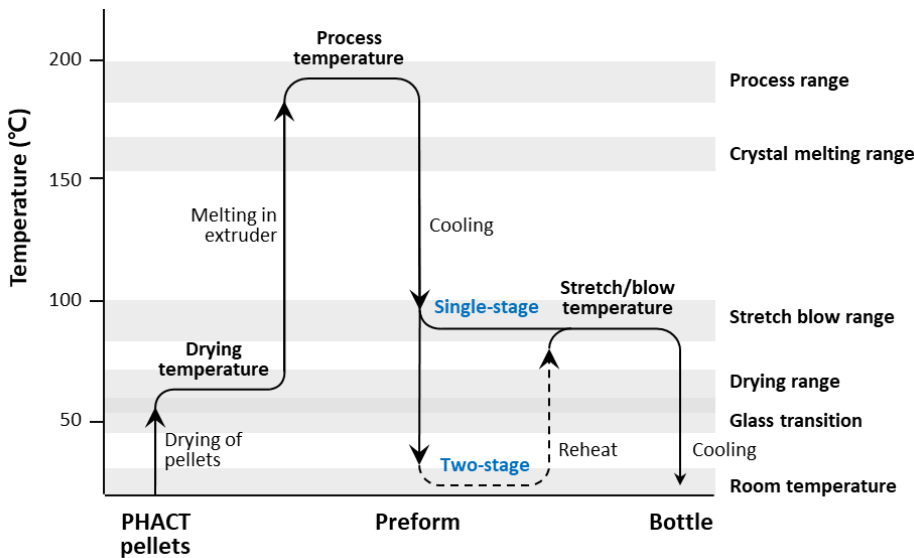 Temperature (℃)
200
150
100
50
Process
temperature
Process range
Crystal melting range
Melting in
extruder
Cooling
Single-stage
Stretch/blow
temperature
Stretch blow range
Drying
temperature
Drying range
Glass transition
Drying of
pellets
Two-stage
Reheat
Cooling
Room temperature
PHACT
pellets
Preform
Bottle